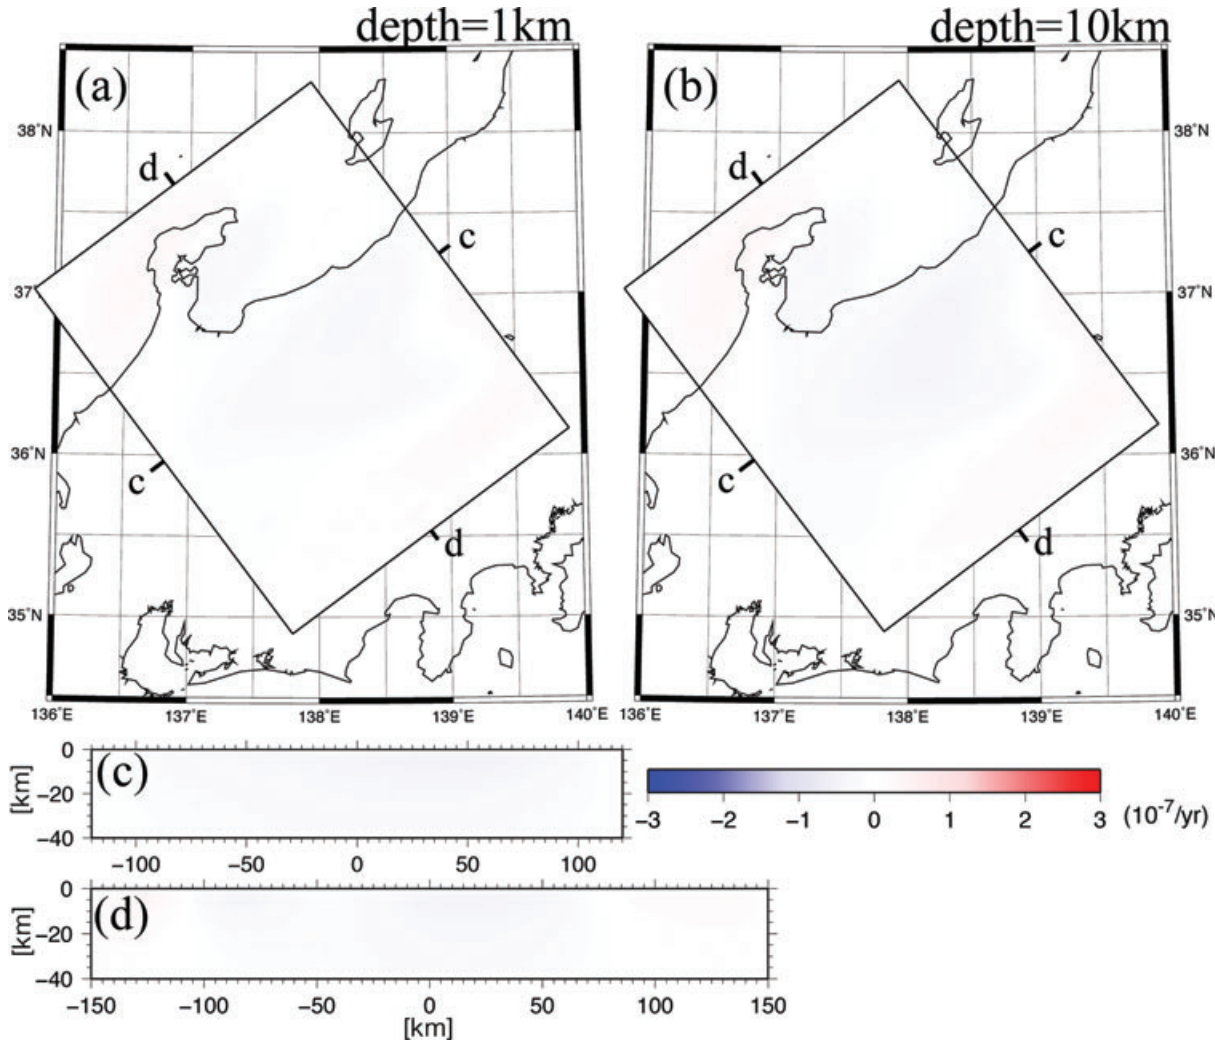 depth=1km
depth=10km
(a)
(b)
38°N
38°N
d
d
c
c
37°
37°N
36°N
36°N
c
c
d
d
35°N
35°N
136°E 137°E 138°E 139°E 140°E
136°E 137°E 138°E 139°E 140°E
(c)
[km]
0
−20
−40
−100 −50 0 50 100
−3 −2 −1 0 1 2 3 (10⁻⁷/yr)
(d)
[km]
0
−20
−40
−150 −100 −50 0 50 100 150
[km]